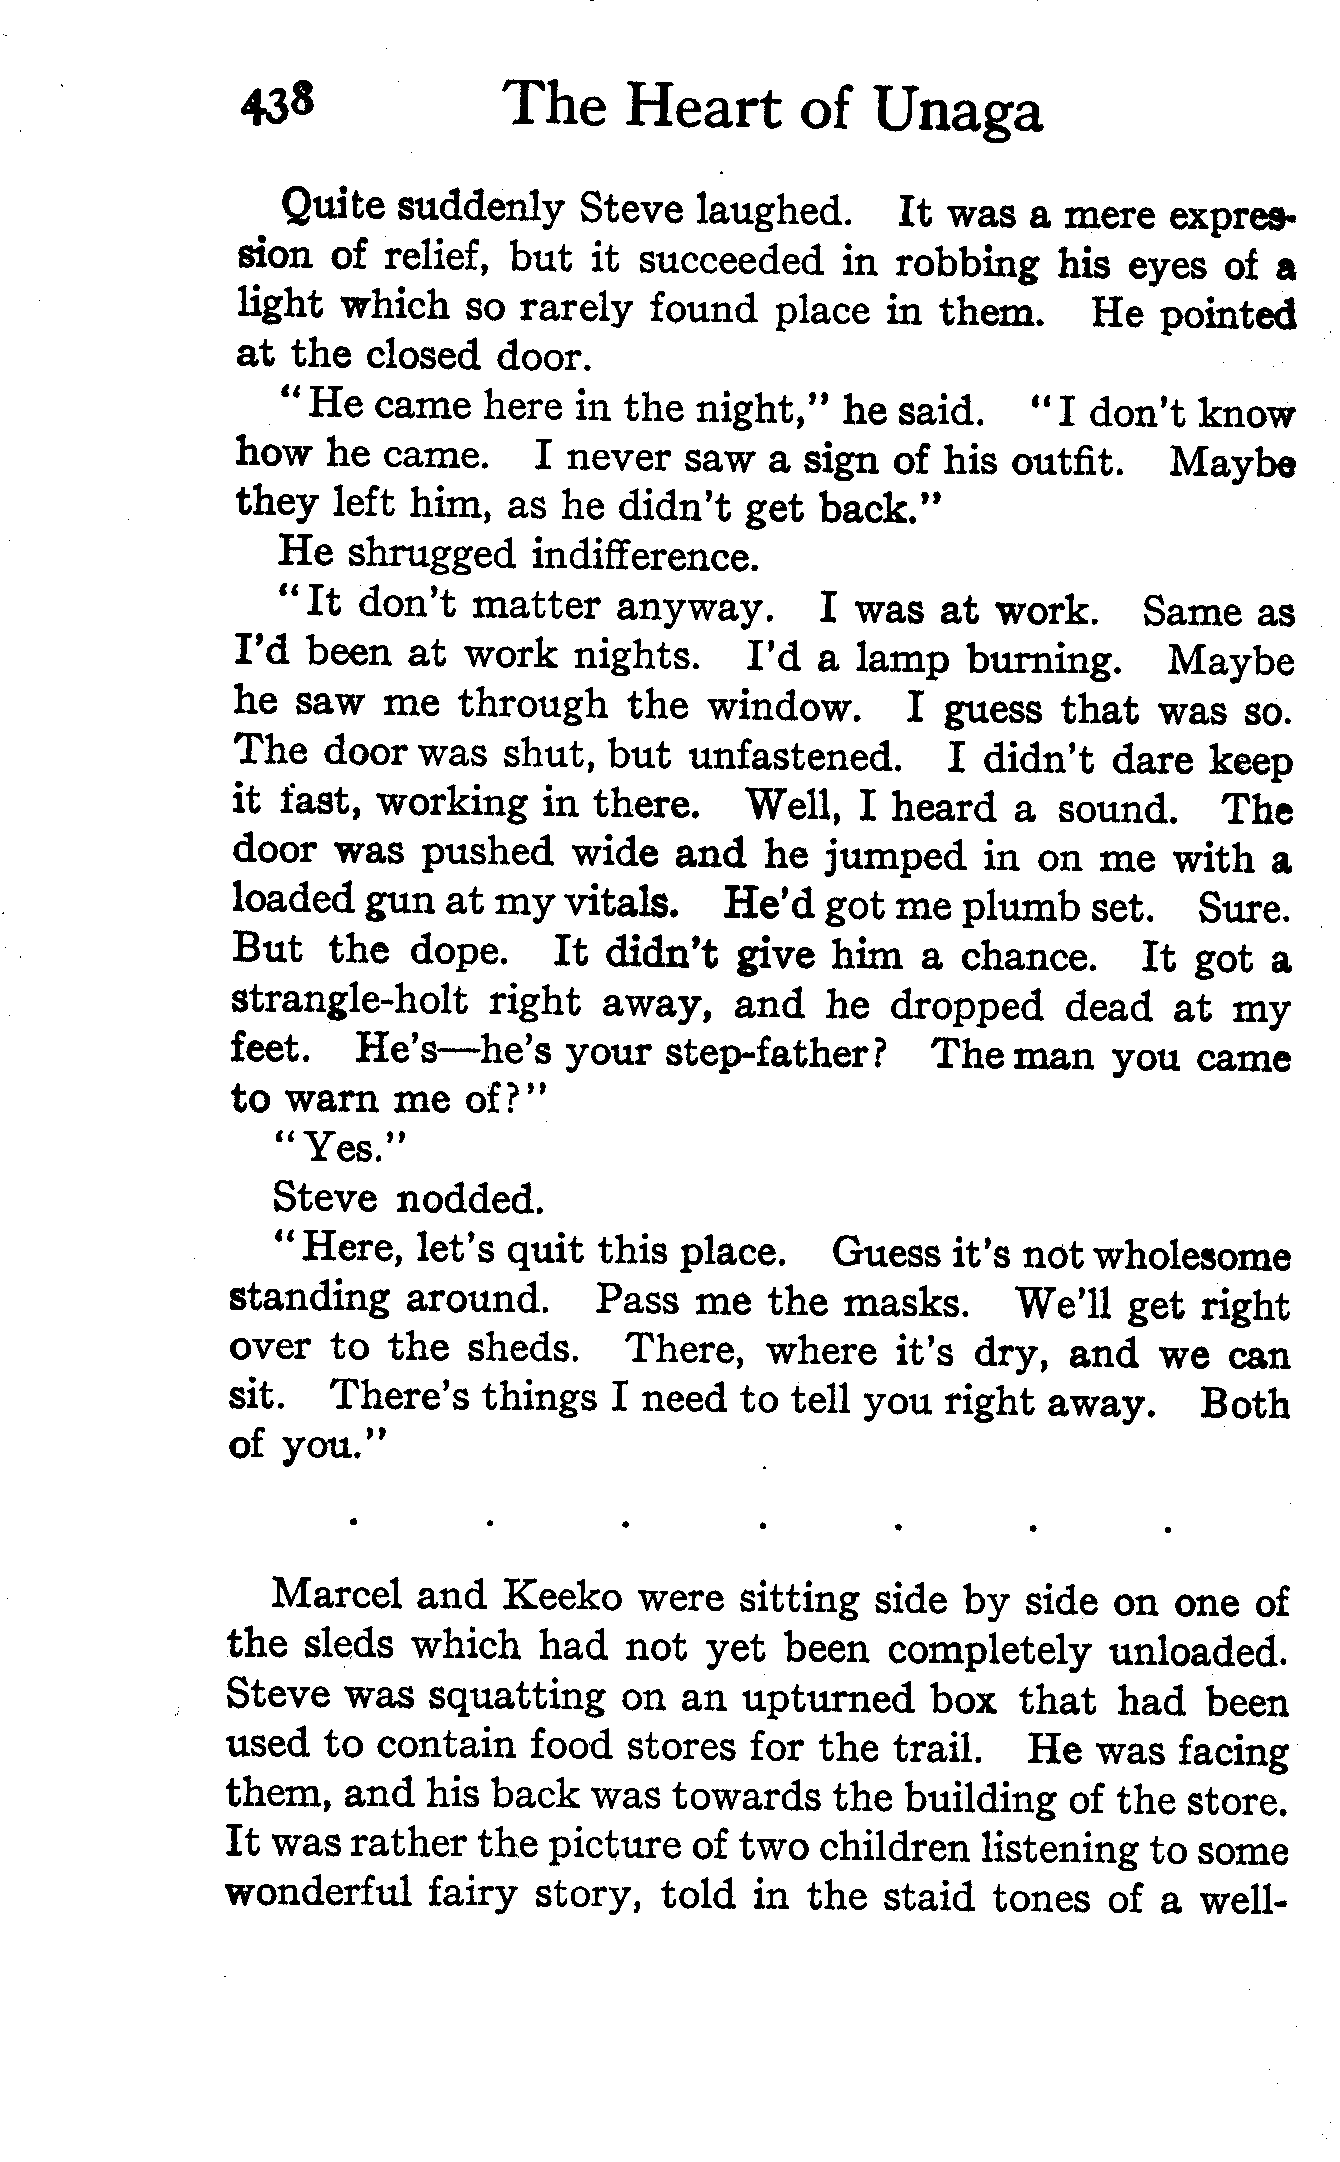 438 The Heart of Unaga
Quite suddenly Steve laughed. It was a mere expres-
sion of relief, but it succeeded in robbing his eyes of a
light which so rarely found place in them. He pointed
at the closed door.
"He came here in the night," he said. "I don't know
how he came. I never saw a sign of his outfit. Maybe
they left him, as he didn't get back."
He shrugged indifference.
"It don't matter anyway. I was at work. Same as
I'd been at work nights. I'd a lamp burning. Maybe
he saw me through the window. I guess that was so.
The door was shut, but unfastened. I didn't dare keep
it fast, working in there. Well, I heard a sound. The
door was pushed wide and he jumped in on me with a
loaded gun at my vitals. He'd got me plumb set. Sure.
But the dope. It didn't give him a chance. It got a
strangle-holt right away, and he dropped dead at my
feet. He's—he's your step-father? The man you came
to warn me of?"
"Yes."
Steve nodded.
"Here, let's quit this place. Guess it's not wholesome
standing around. Pass me the masks. We'll get right
over to the sheds. There, where it's dry, and we can
sit. There's things I need to tell you right away. Both
of you."
. . . . . . .
Marcel and Keeko were sitting side by side on one of
the sleds which had not yet been completely unloaded.
Steve was squatting on an upturned box that had been
used to contain food stores for the trail. He was facing
them, and his back was towards the building of the store.
It was rather the picture of two children listening to some
wonderful fairy story, told in the staid tones of a well-